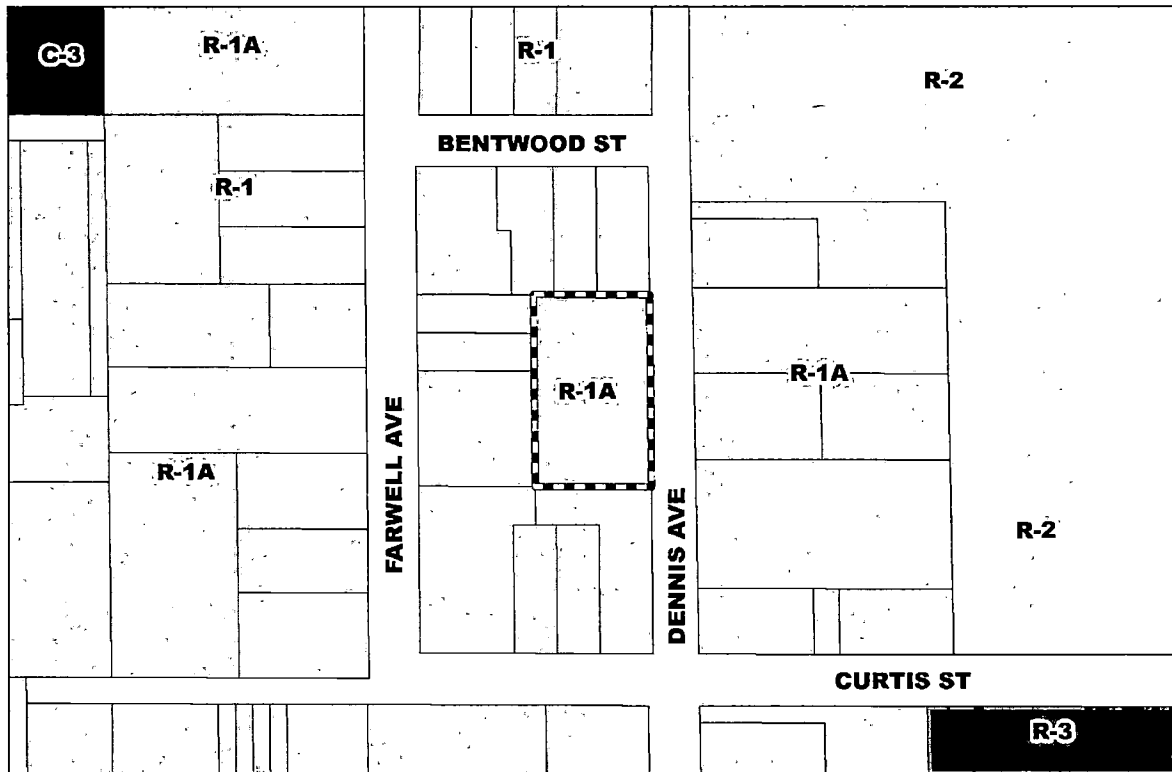 C-3
R-1A
R-1
R-2
BENTWOOD ST
R-1
R-1A
R-1A
R-1A
FARWELL AVE
DENNIS AVE
R-2
CURTIS ST
R-3